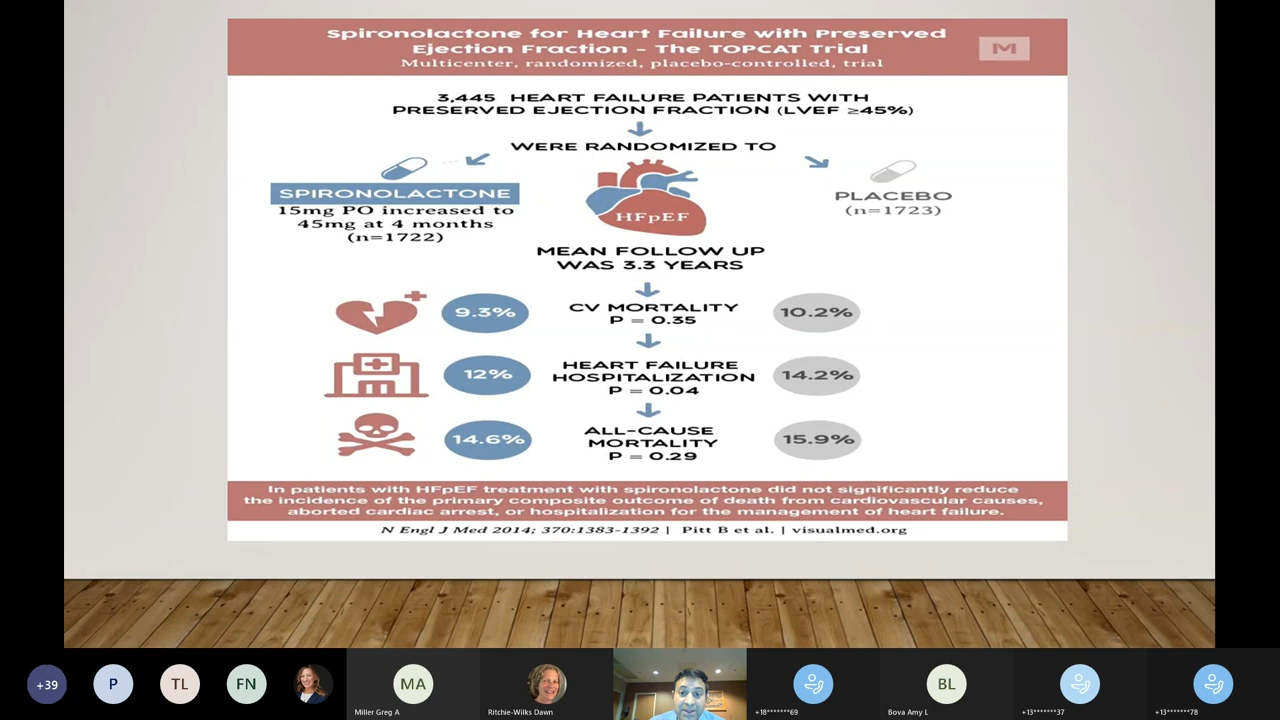 Spironolactone for Heart Failure with Preserved
Ejection Fraction – The TOPCAT Trial
Multicenter, randomized, placebo-controlled, trial
M
3,445 HEART FAILURE PATIENTS WITH
PRESERVED EJECTION FRACTION (LVEF ≥45%)
WERE RANDOMIZED TO
SPIRONOLACTONE
15mg PO increased to
45mg at 4 months
(n=1722)
HFpEF
PLACEBO
(n=1723)
MEAN FOLLOW UP
WAS 3.3 YEARS
9.3%
CV MORTALITY
P = 0.35
10.2%
12%
HEART FAILURE
HOSPITALIZATION
P = 0.04
14.2%
14.6%
ALL-CAUSE
MORTALITY
P = 0.29
15.9%
In patients with HFpEF treatment with spironolactone did not significantly reduce
the incidence of the primary composite outcome of death from cardiovascular causes,
aborted cardiac arrest, or hospitalization for the management of heart failure.
N Engl J Med 2014; 370:1383-1392 | Pitt B et al. | visualmed.org
+39
P
TL
FN
MA
Miller Greg A
Ritchie-Wilks Dawn
+18*******69
BL
Bova Amy L
+13*******37
+13*******78